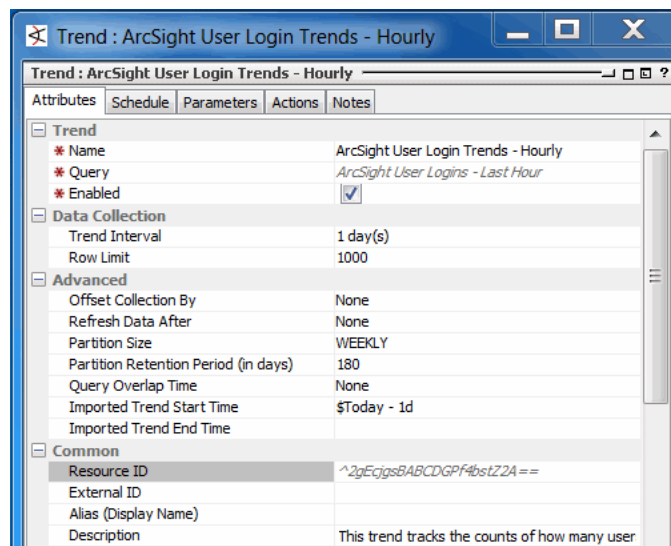 Trend : ArcSight User Login Trends - Hourly
Trend : ArcSight User Login Trends - Hourly
Attributes Schedule Parameters Actions Notes
Trend
* Name ArcSight User Login Trends - Hourly
* Query ArcSight User Logins - Last Hour
* Enabled
Data Collection
Trend Interval 1 day(s)
Row Limit 1000
Advanced
Offset Collection By None
Refresh Data After None
Partition Size WEEKLY
Partition Retention Period (in days) 180
Query Overlap Time None
Imported Trend Start Time $Today - 1d
Imported Trend End Time
Common
Resource ID ^2gEcjgsBABCDGPf4bstZ2A==
External ID
Alias (Display Name)
Description This trend tracks the counts of how many user